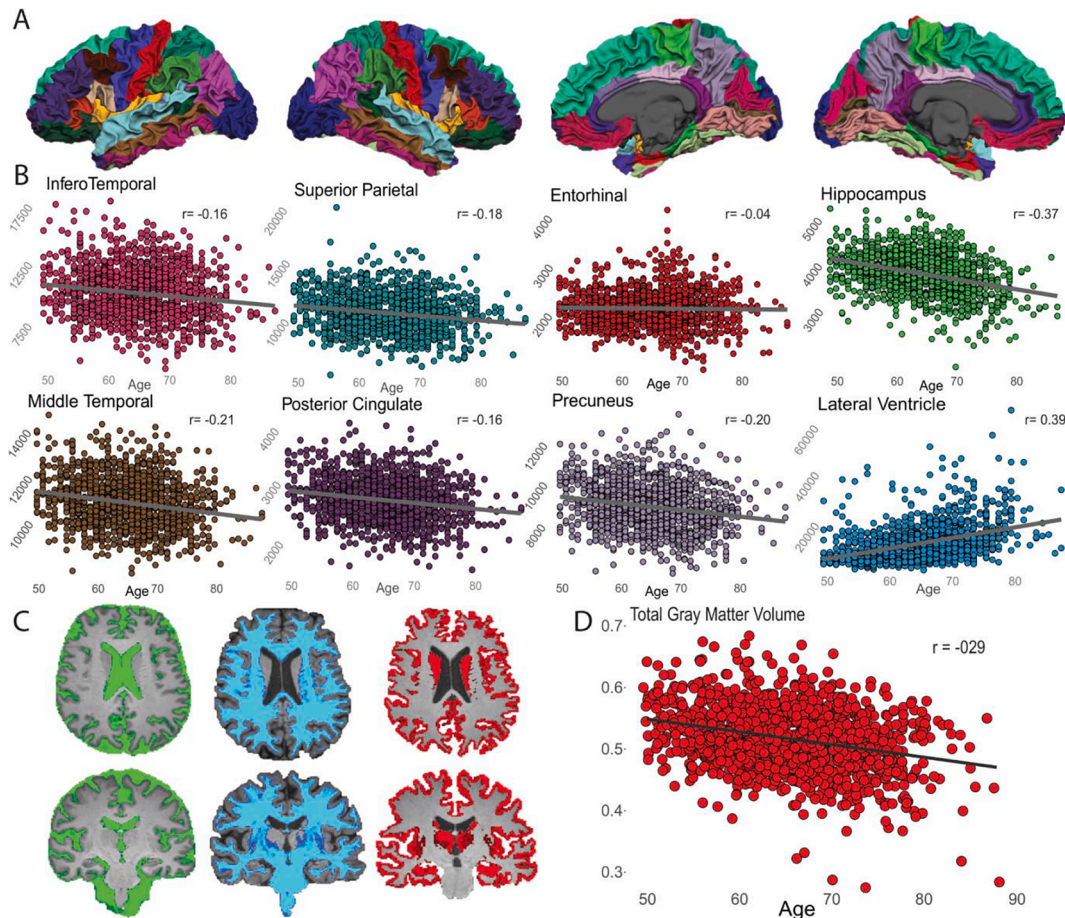 A
B
InferoTemporal
r= -0.16
17500
12500
7500
50 60 70 80
Age
Superior Parietal
r= -0.18
20000
15000
10000
50 60 70 80
Age
Entorhinal
r= -0.04
4000
3000
2000
50 60 70 80
Age
Hippocampus
r= -0.37
5000
4000
3000
50 60 70 80
Age
Middle Temporal
r= -0.21
14000
12000
10000
50 60 70 80
Age
Posterior Cingulate
r= -0.16
4000
3000
2000
50 60 70 80
Age
Precuneus
r= -0.20
12000
10000
8000
50 60 70 80
Age
Lateral Ventricle
r= 0.39
60000
40000
20000
50 60 70 80
Age
C
D
Total Gray Matter Volume
r = -029
0.7
0.6
0.5
0.4
0.3
50 60 70 80 90
Age